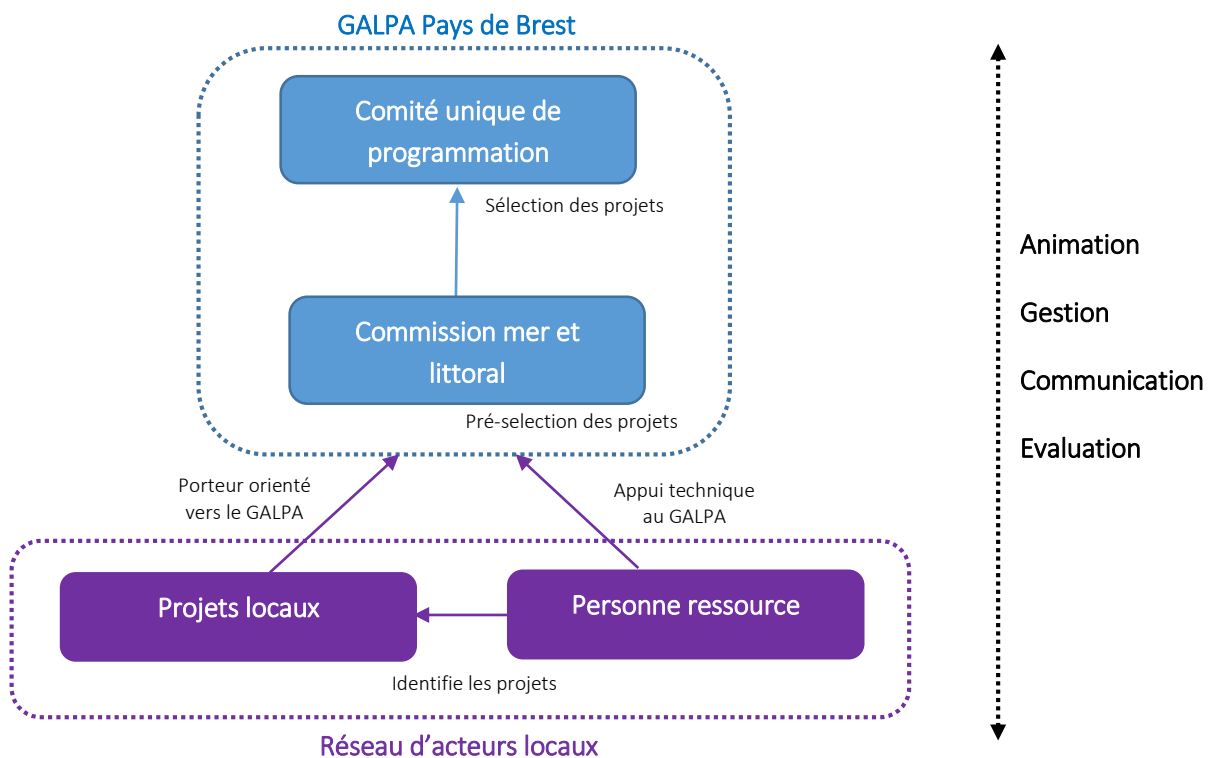 GALPA Pays de Brest
Comité unique de
programmation
Sélection des projets
Commission mer et
littoral
Pré-selection des projets
Animation
Gestion
Communication
Evaluation
Porteur orienté
vers le GALPA
Appui technique
au GALPA
Projets locaux
Personne ressource
Identifie les projets
Réseau d’acteurs locaux